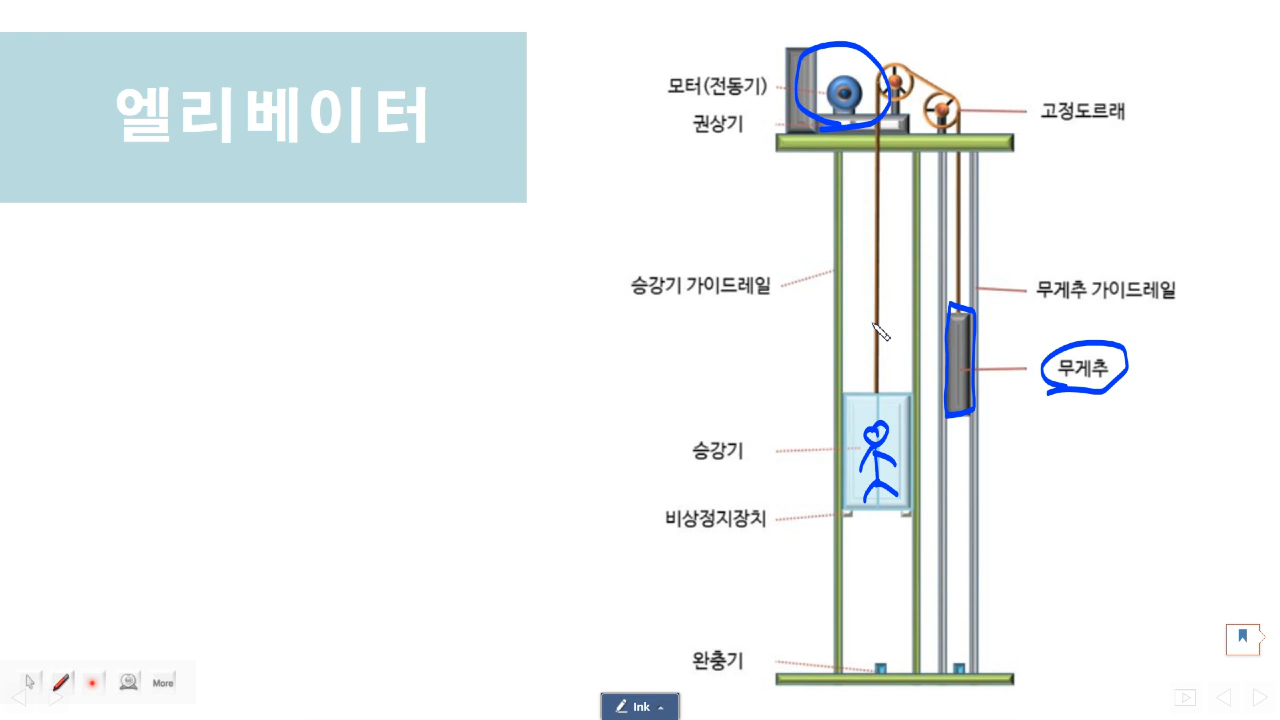 엘리베이터
모터(전동기)
권상기
고정도르래
승강기 가이드레일
무게추 가이드레일
무게추
승강기
비상정지장치
완충기
More
Ink